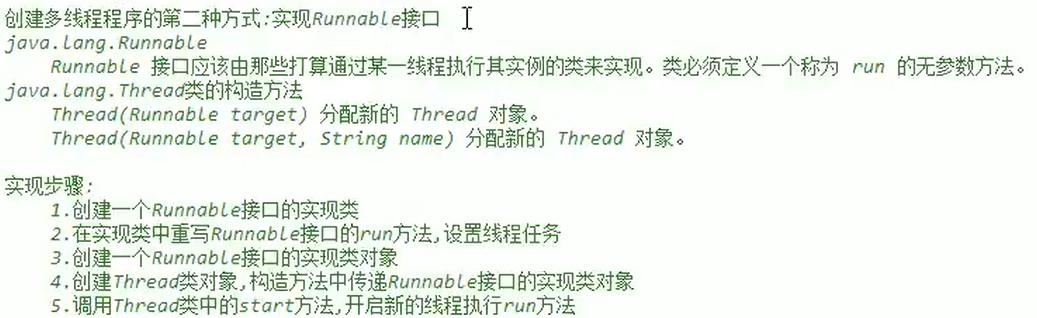 创建多线程程序的第二种方式:实现Runnable接口
java.lang.Runnable
Runnable 接口应该由那些打算通过某一线程执行其实例的类来实现。类必须定义一个称为 run 的无参数方法。
java.lang.Thread类的构造方法
Thread(Runnable target) 分配新的 Thread 对象。
Thread(Runnable target, String name) 分配新的 Thread 对象。
实现步骤:
1.创建一个Runnable接口的实现类
2.在实现类中重写Runnable接口的run方法,设置线程任务
3.创建一个Runnable接口的实现类对象
4.创建Thread类对象,构造方法中传递Runnable接口的实现类对象
5.调用Thread类中的start方法,开启新的线程执行run方法